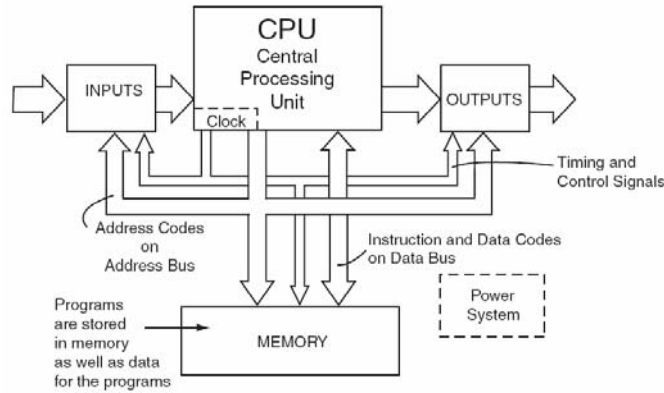 CPU
Central
Processing
Unit
INPUTS
OUTPUTS
Clock
Timing and
Control Signals
Address Codes
on
Address Bus
Instruction and Data Codes
on Data Bus
Power
System
Programs
are stored
in memory
as well as data
for the programs
MEMORY